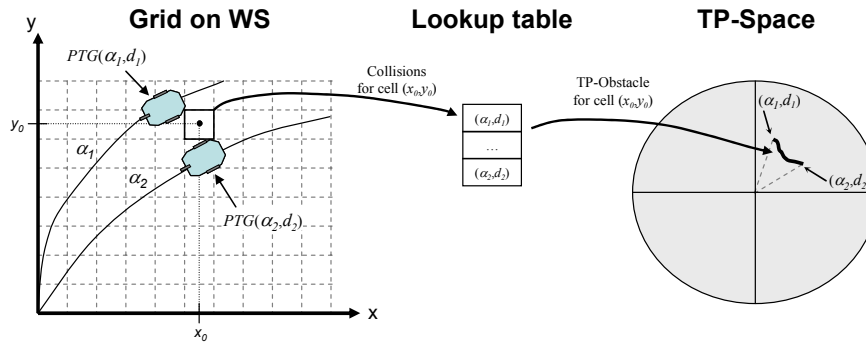 Grid on WS
Lookup table
TP-Space
y
PTG(α1,d1)
Collisions
for cell (x0,y0)
TP-Obstacle
for cell (x0,y0)
(α1,d1)
y0
(α1,d1)
...
(α2,d2)
α1
α2
(α2,d2)
PTG(α2,d2)
x
x0